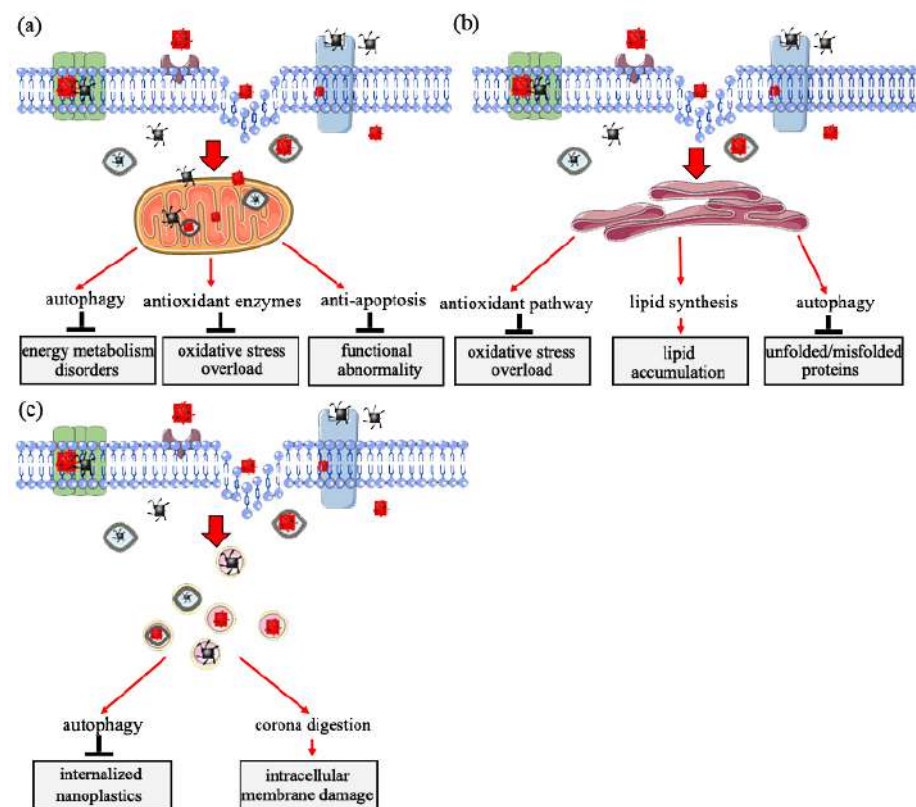 (a)
(b)
autophagy
antioxidant enzymes
anti-apoptosis
energy metabolism
disorders
oxidative stress
overload
functional
abnormality
antioxidant pathway
lipid synthesis
autophagy
oxidative stress
overload
lipid
accumulation
unfolded/misfolded
proteins
(c)
autophagy
corona digestion
internalized
nanoplastics
intracellular
membrane damage